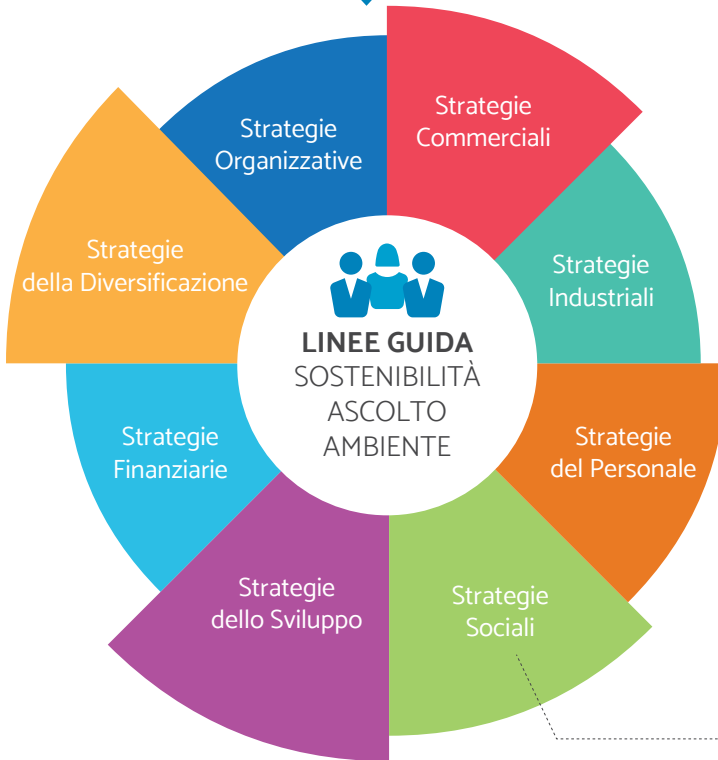 Strategie
Commerciali
Strategie
Industriali
Strategie
del Personale
Strategie
Sociali
Strategie
dello Sviluppo
Strategie
Finanziarie
Strategie
della Diversificazione
Strategie
Organizzative
LINEE GUIDA
SOSTENIBILITÀ
ASCOLTO
AMBIENTE